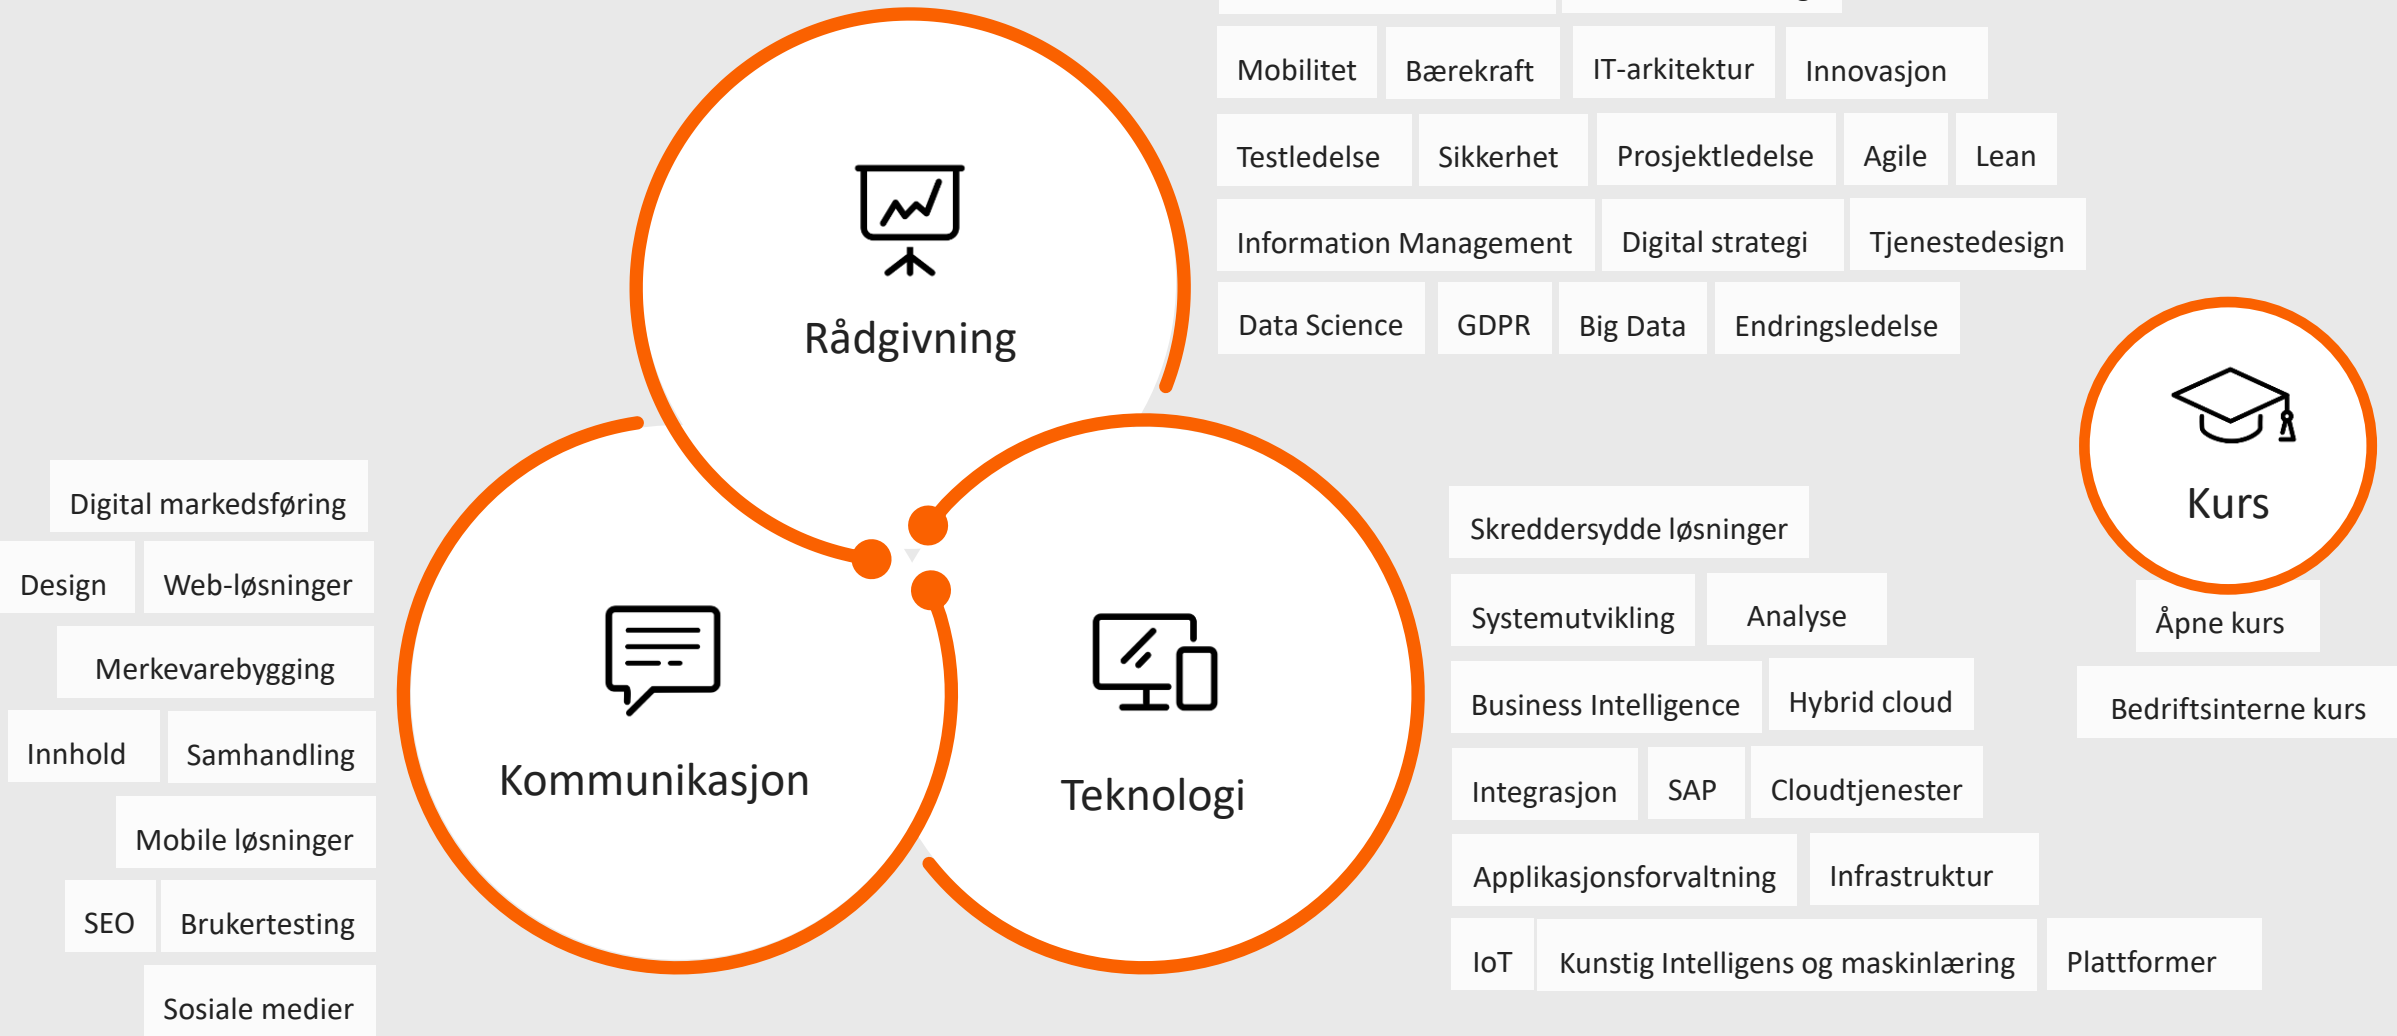 Mobilitet Bærekraft IT-arkitektur Innovasjon
Testledelse Sikkerhet Prosjektledelse Agile Lean
Information Management Digital strategi Tjenestedesign
Data Science GDPR Big Data Endringsledelse
Rådgivning
Kurs
Åpne kurs
Bedriftsinterne kurs
Digital markedsføring
Design Web-løsninger
Merkevarebygging
Innhold Samhandling
Mobile løsninger
SEO Brukertesting
Sosiale medier
Kommunikasjon
Teknologi
Skreddersydde løsninger
Systemutvikling Analyse
Business Intelligence Hybrid cloud
Integrasjon SAP Cloudtjenester
Applikasjonsforvaltning Infrastruktur
IoT Kunstig Intelligens og maskinlæring Plattformer